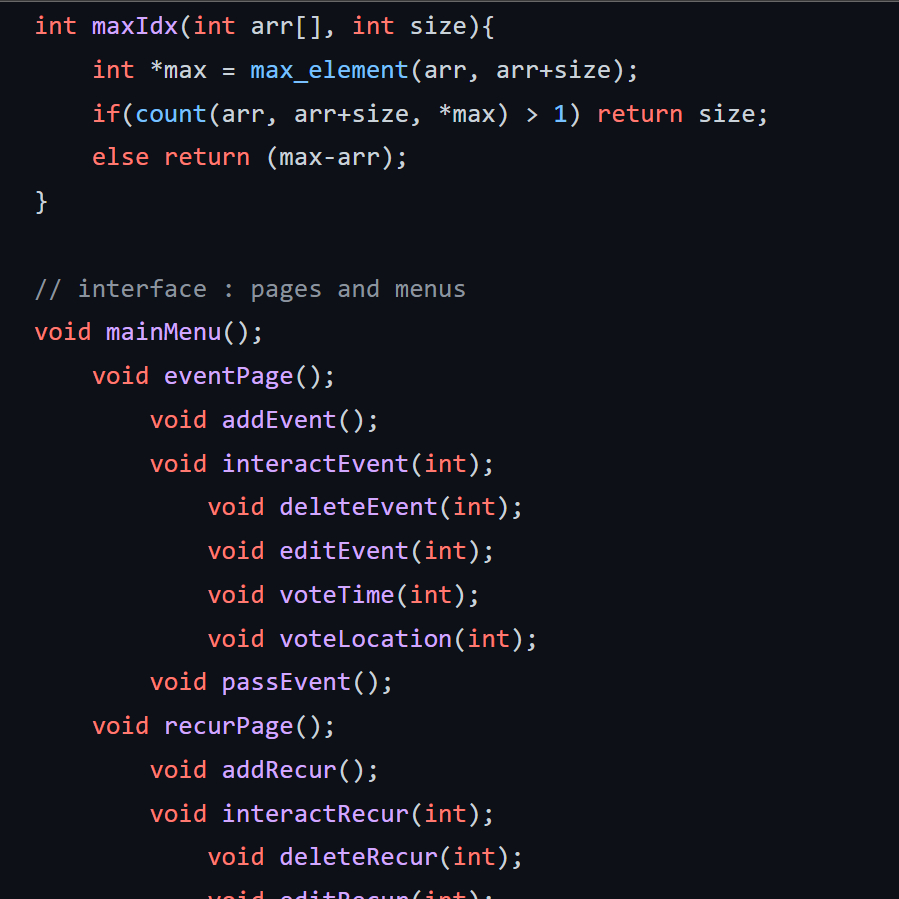 int maxIdx(int arr[], int size){
    int *max = max_element(arr, arr+size);
    if(count(arr, arr+size, *max) > 1) return size;
    else return (max-arr);
}
// interface : pages and menus
void mainMenu();
    void eventPage();
        void addEvent();
        void interactEvent(int);
            void deleteEvent(int);
            void editEvent(int);
            void voteTime(int);
            void voteLocation(int);
        void passEvent();
    void recurPage();
        void addRecur();
        void interactRecur(int);
            void deleteRecur(int);
            void editRecur(int);